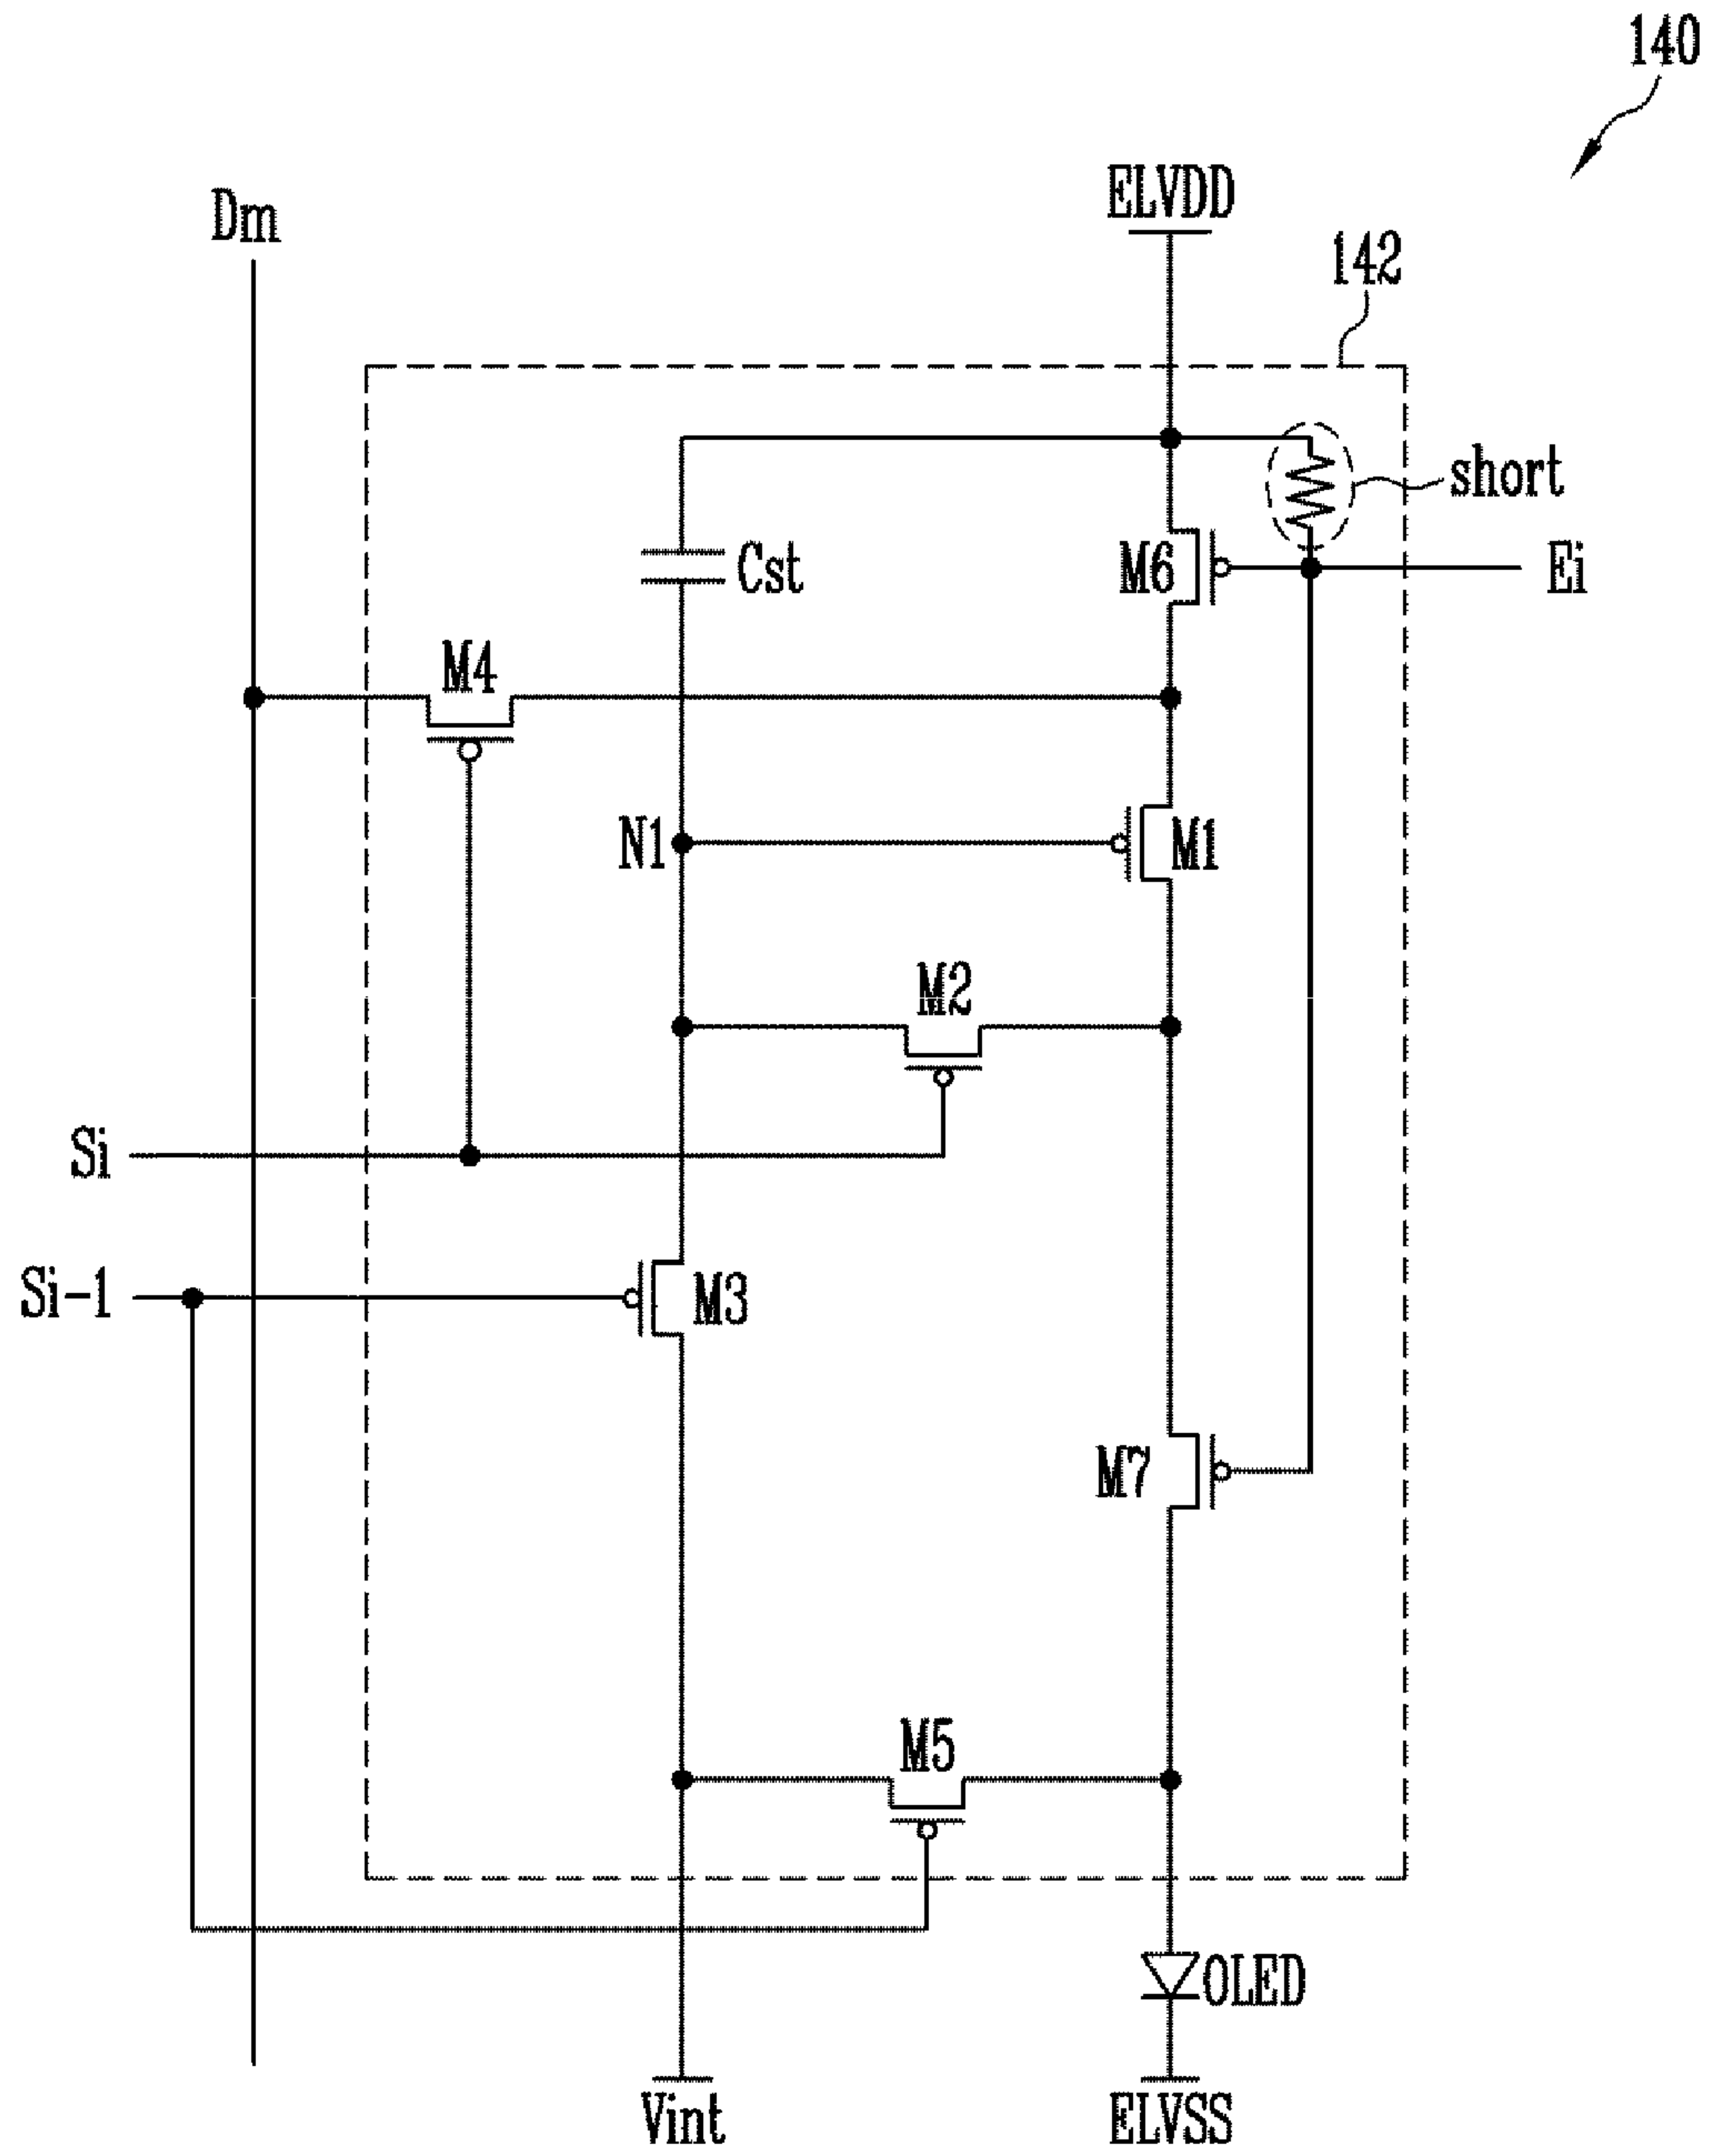 140
ELVDD
Dm
142
short
M6
Ei
Cst
M4
N1
M1
M2
Si
Si-1
M3
M7
M5
OLED
Vint
ELVSS